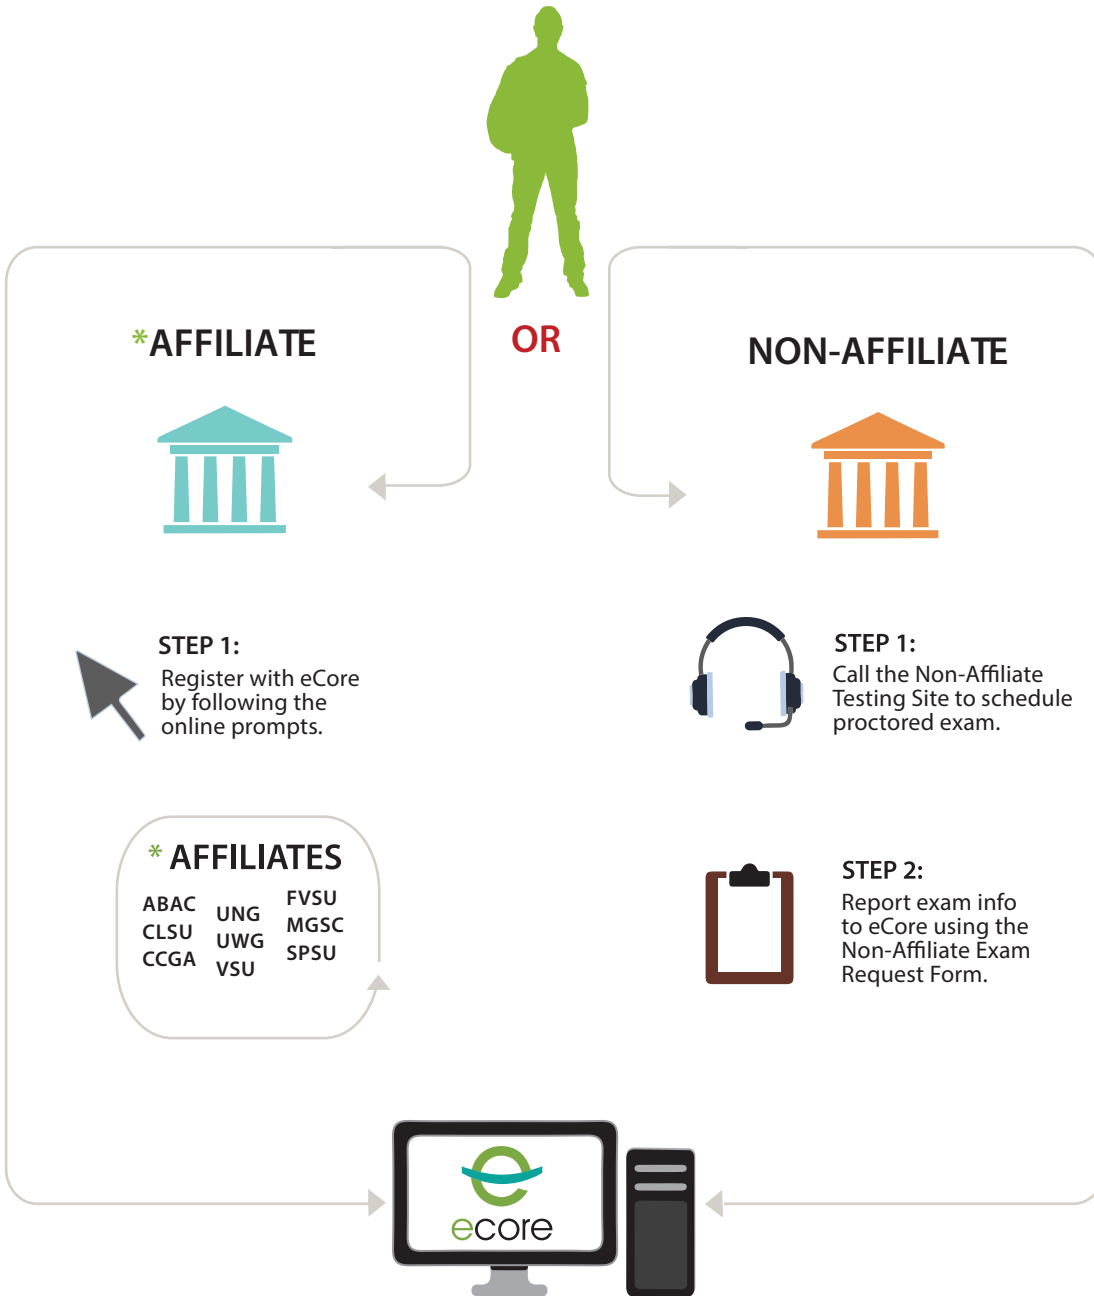 *AFFILIATE
OR
NON-AFFILIATE
STEP 1:
Register with eCore
by following the
online prompts.
STEP 1:
Call the Non-Affiliate
Testing Site to schedule
proctored exam.
* AFFILIATES
ABAC
CLSU
CCGA
UNG
UWG
VSU
FVSU
MGSC
SPSU
STEP 2:
Report exam info
to eCore using the
Non-Affiliate Exam
Request Form.
e
ecore